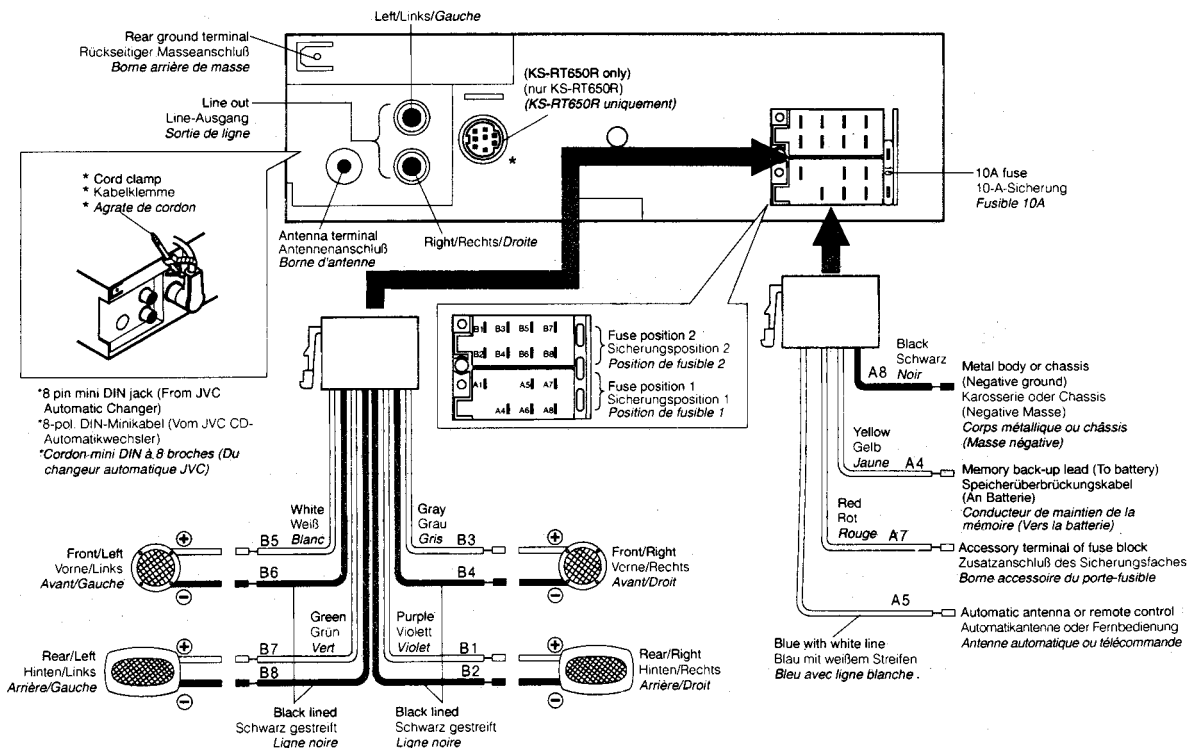 Left/Links/Gauche
Rear ground terminal
Rückseitiger Masseanschluß
Borne arrière de masse
(KS-RT650R only)
(nur KS-RT650R)
(KS-RT650R uniquement)
Line out
Line-Ausgang
Sortie de ligne
*
* Cord clamp
* Kabelklemme
* Agrate de cordon
10A fuse
10-A-Sicherung
Fusible 10A
Antenna terminal
Antennenanschluß
Borne d'antenne
Right/Rechts/Droite
B1 B3 B5 B7
B2 B4 B6 B8
A1 A5 A7
A4 A6 A8
Fuse position 2
Sicherungsposition 2
Position de fusible 2
Fuse position 1
Sicherungsposition 1
Position de fusible 1
*8 pin mini DIN jack (From JVC
Automatic Changer)
*8-pol. DIN-Minikabel (Vom JVC CD-
Automatikwechsler)
*Cordon mini DIN à 8 broches (Du
changeur automatique JVC)
Black
Schwarz
Noir
A8
Metal body or chassis
(Negative ground)
Karosserie oder Chassis
(Negative Masse)
Corps métallique ou châssis
(Masse négative)
Yellow
Gelb
Jaune
A4
Memory back-up lead (To battery)
Speicherüberbrückungskabel
(An Batterie)
Conducteur de maintien de la
mémoire (Vers la batterie)
Red
Rot
Rouge
A7
Accessory terminal of fuse block
Zusatzanschluß des Sicherungsfaches
Borne accessoire du porte-fusible
A5
Automatic antenna or remote control
Automatikantenne oder Fernbedienung
Antenne automatique ou télécommande
Blue with white line
Blau mit weißem Streifen
Bleu avec ligne blanche .
White
Weiß
Blanc
B5
B6
Front/Left
Vorne/Links
Avant/Gauche
+
−
Gray
Grau
Gris
B3
B4
+
−
Front/Right
Vorne/Rechts
Avant/Droit
Green
Grün
Vert
B7
B8
Rear/Left
Hinten/Links
Arrière/Gauche
+
−
Purple
Violett
Violet
B1
B2
+
−
Rear/Right
Hinten/Rechts
Arrière/Droit
Black lined
Schwarz gestreift
Ligne noire
Black lined
Schwarz gestreift
Ligne noire